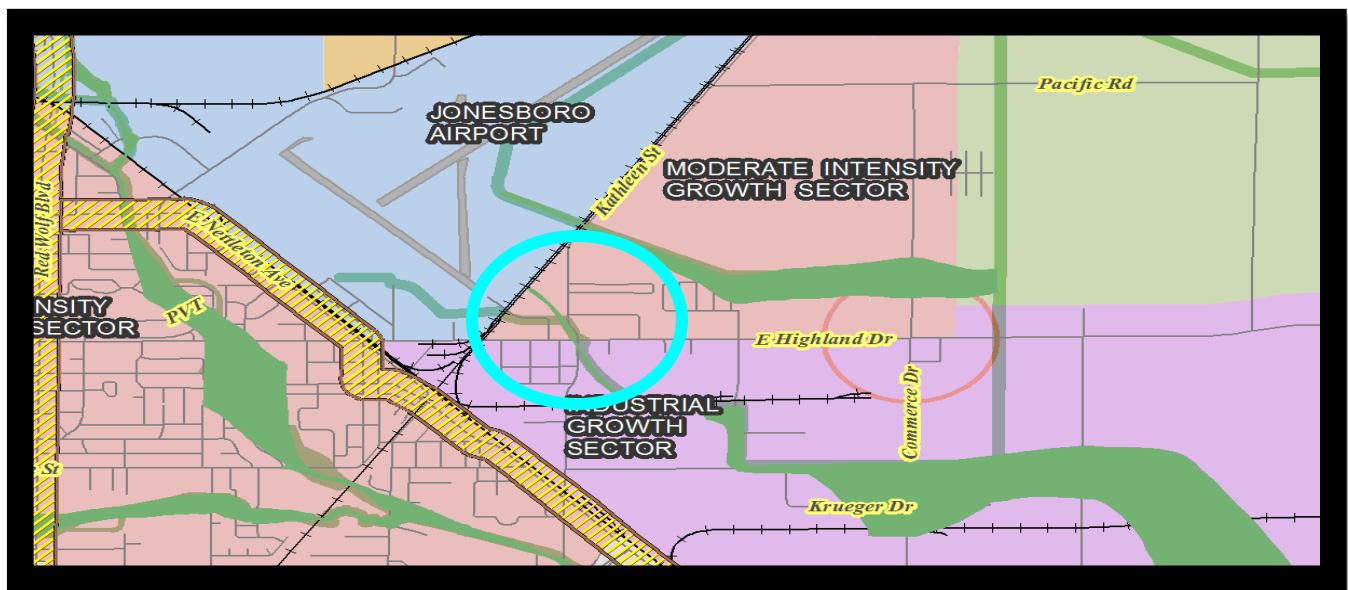 Pacific Rd
JONESBORO
AIRPORT
Kathleen St
MODERATE INTENSITY
GROWTH SECTOR
Red Wolf Blvd
E Nettleton Ave
NSITY
SECTOR
PVT
E Highland Dr
Commerce Dr
INDUSTRIAL
GROWTH
SECTOR
St
Krueger Dr